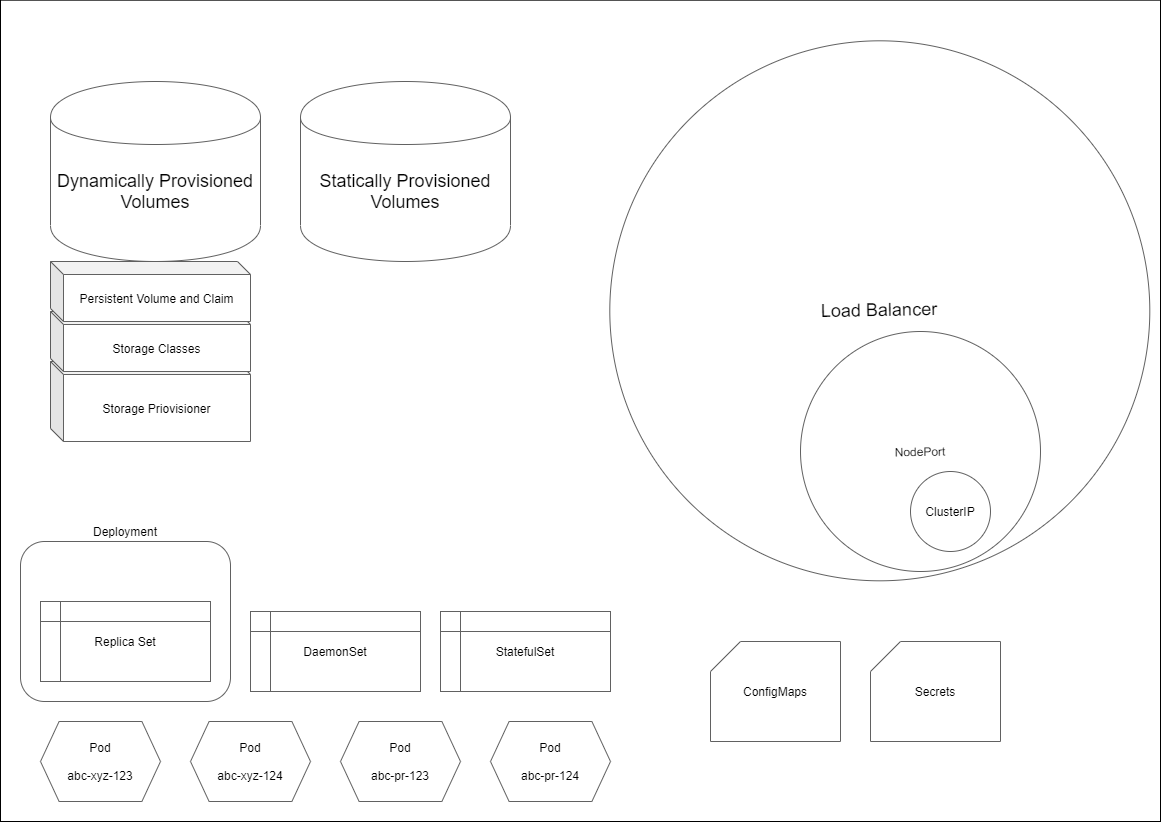 Dynamically Provisioned
Volumes
Statically Provisioned
Volumes
Persistent Volume and Claim
Storage Classes
Storage Priovisioner
Load Balancer
NodePort
ClusterIP
Deployment
Replica Set
DaemonSet
StatefulSet
ConfigMaps
Secrets
Pod
abc-xyz-123
Pod
abc-xyz-124
Pod
abc-pr-123
Pod
abc-pr-124